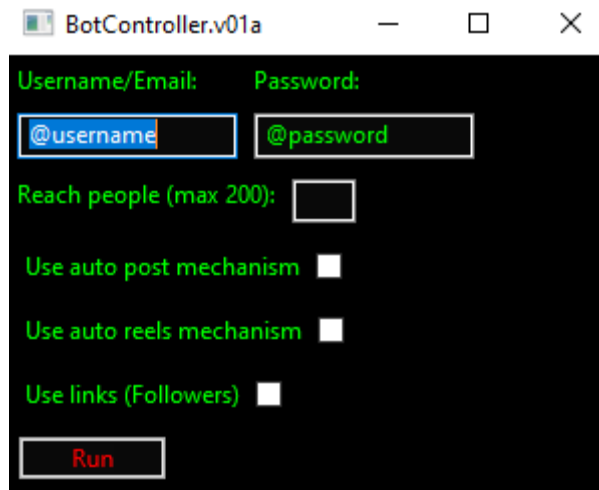 BotController.v01a
Username/Email: Password:
@username @password
Reach people (max 200):
Use auto post mechanism
Use auto reels mechanism
Use links (Followers)
Run